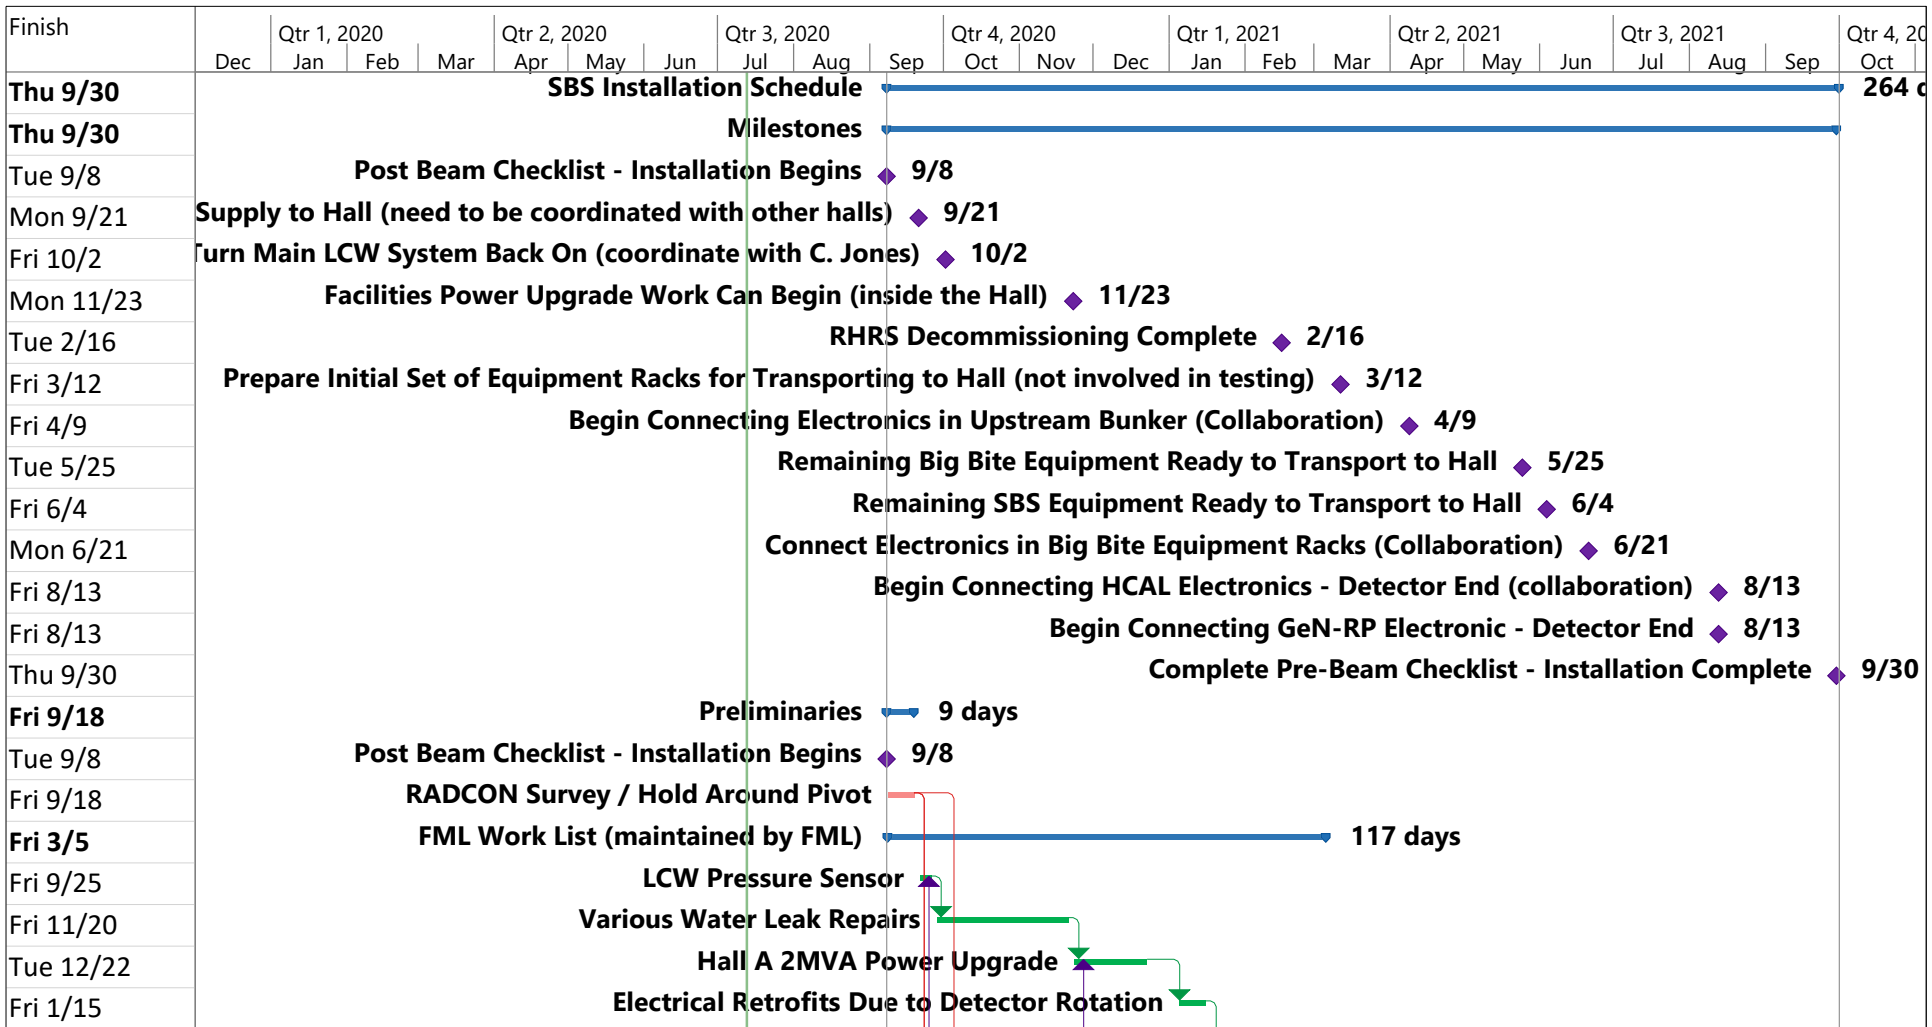 Finish
Qtr 1, 2020 Qtr 2, 2020 Qtr 3, 2020 Qtr 4, 2020 Qtr 1, 2021 Qtr 2, 2021 Qtr 3, 2021 Qtr 4, 20
Dec Jan Feb Mar Apr May Jun Jul Aug Sep Oct Nov Dec Jan Feb Mar Apr May Jun Jul Aug Sep Oct
Thu 9/30 SBS Installation Schedule 264 d
Thu 9/30 Milestones
Tue 9/8 Post Beam Checklist - Installation Begins 9/8
Mon 9/21 Supply to Hall (need to be coordinated with other halls) 9/21
Fri 10/2 Turn Main LCW System Back On (coordinate with C. Jones) 10/2
Mon 11/23 Facilities Power Upgrade Work Can Begin (inside the Hall) 11/23
Tue 2/16 RHRS Decommissioning Complete 2/16
Fri 3/12 Prepare Initial Set of Equipment Racks for Transporting to Hall (not involved in testing) 3/12
Fri 4/9 Begin Connecting Electronics in Upstream Bunker (Collaboration) 4/9
Tue 5/25 Remaining Big Bite Equipment Ready to Transport to Hall 5/25
Fri 6/4 Remaining SBS Equipment Ready to Transport to Hall 6/4
Mon 6/21 Connect Electronics in Big Bite Equipment Racks (Collaboration) 6/21
Fri 8/13 Begin Connecting HCAL Electronics - Detector End (collaboration) 8/13
Fri 8/13 Begin Connecting GeN-RP Electronic - Detector End 8/13
Thu 9/30 Complete Pre-Beam Checklist - Installation Complete 9/30
Fri 9/18 Preliminaries 9 days
Tue 9/8 Post Beam Checklist - Installation Begins 9/8
Fri 9/18 RADCON Survey / Hold Around Pivot
Fri 3/5 FML Work List (maintained by FML) 117 days
Fri 9/25 LCW Pressure Sensor
Fri 11/20 Various Water Leak Repairs
Tue 12/22 Hall A 2MVA Power Upgrade
Fri 1/15 Electrical Retrofits Due to Detector Rotation